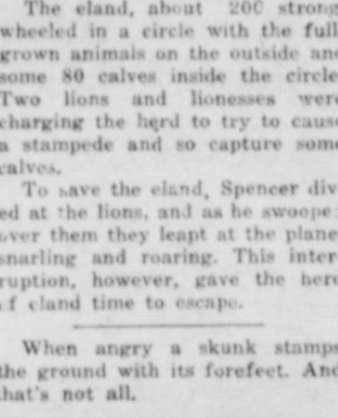 The eland, about 200 strong
wheeled in a circle with the full
grown animals on the outside and
some 80 calves inside the circle
Two lions and lionesses were
charging the herd to try to cause
a stampede and so capture some
calves.
To save the eland, Spencer div
ed at the lions, and as he swooped
over them they leapt at the plane
snarling and roaring. This inter
ruption, however, gave the herd
of eland time to escape.
When angry a skunk stamps
the ground with its forefeet. And
that's not all.